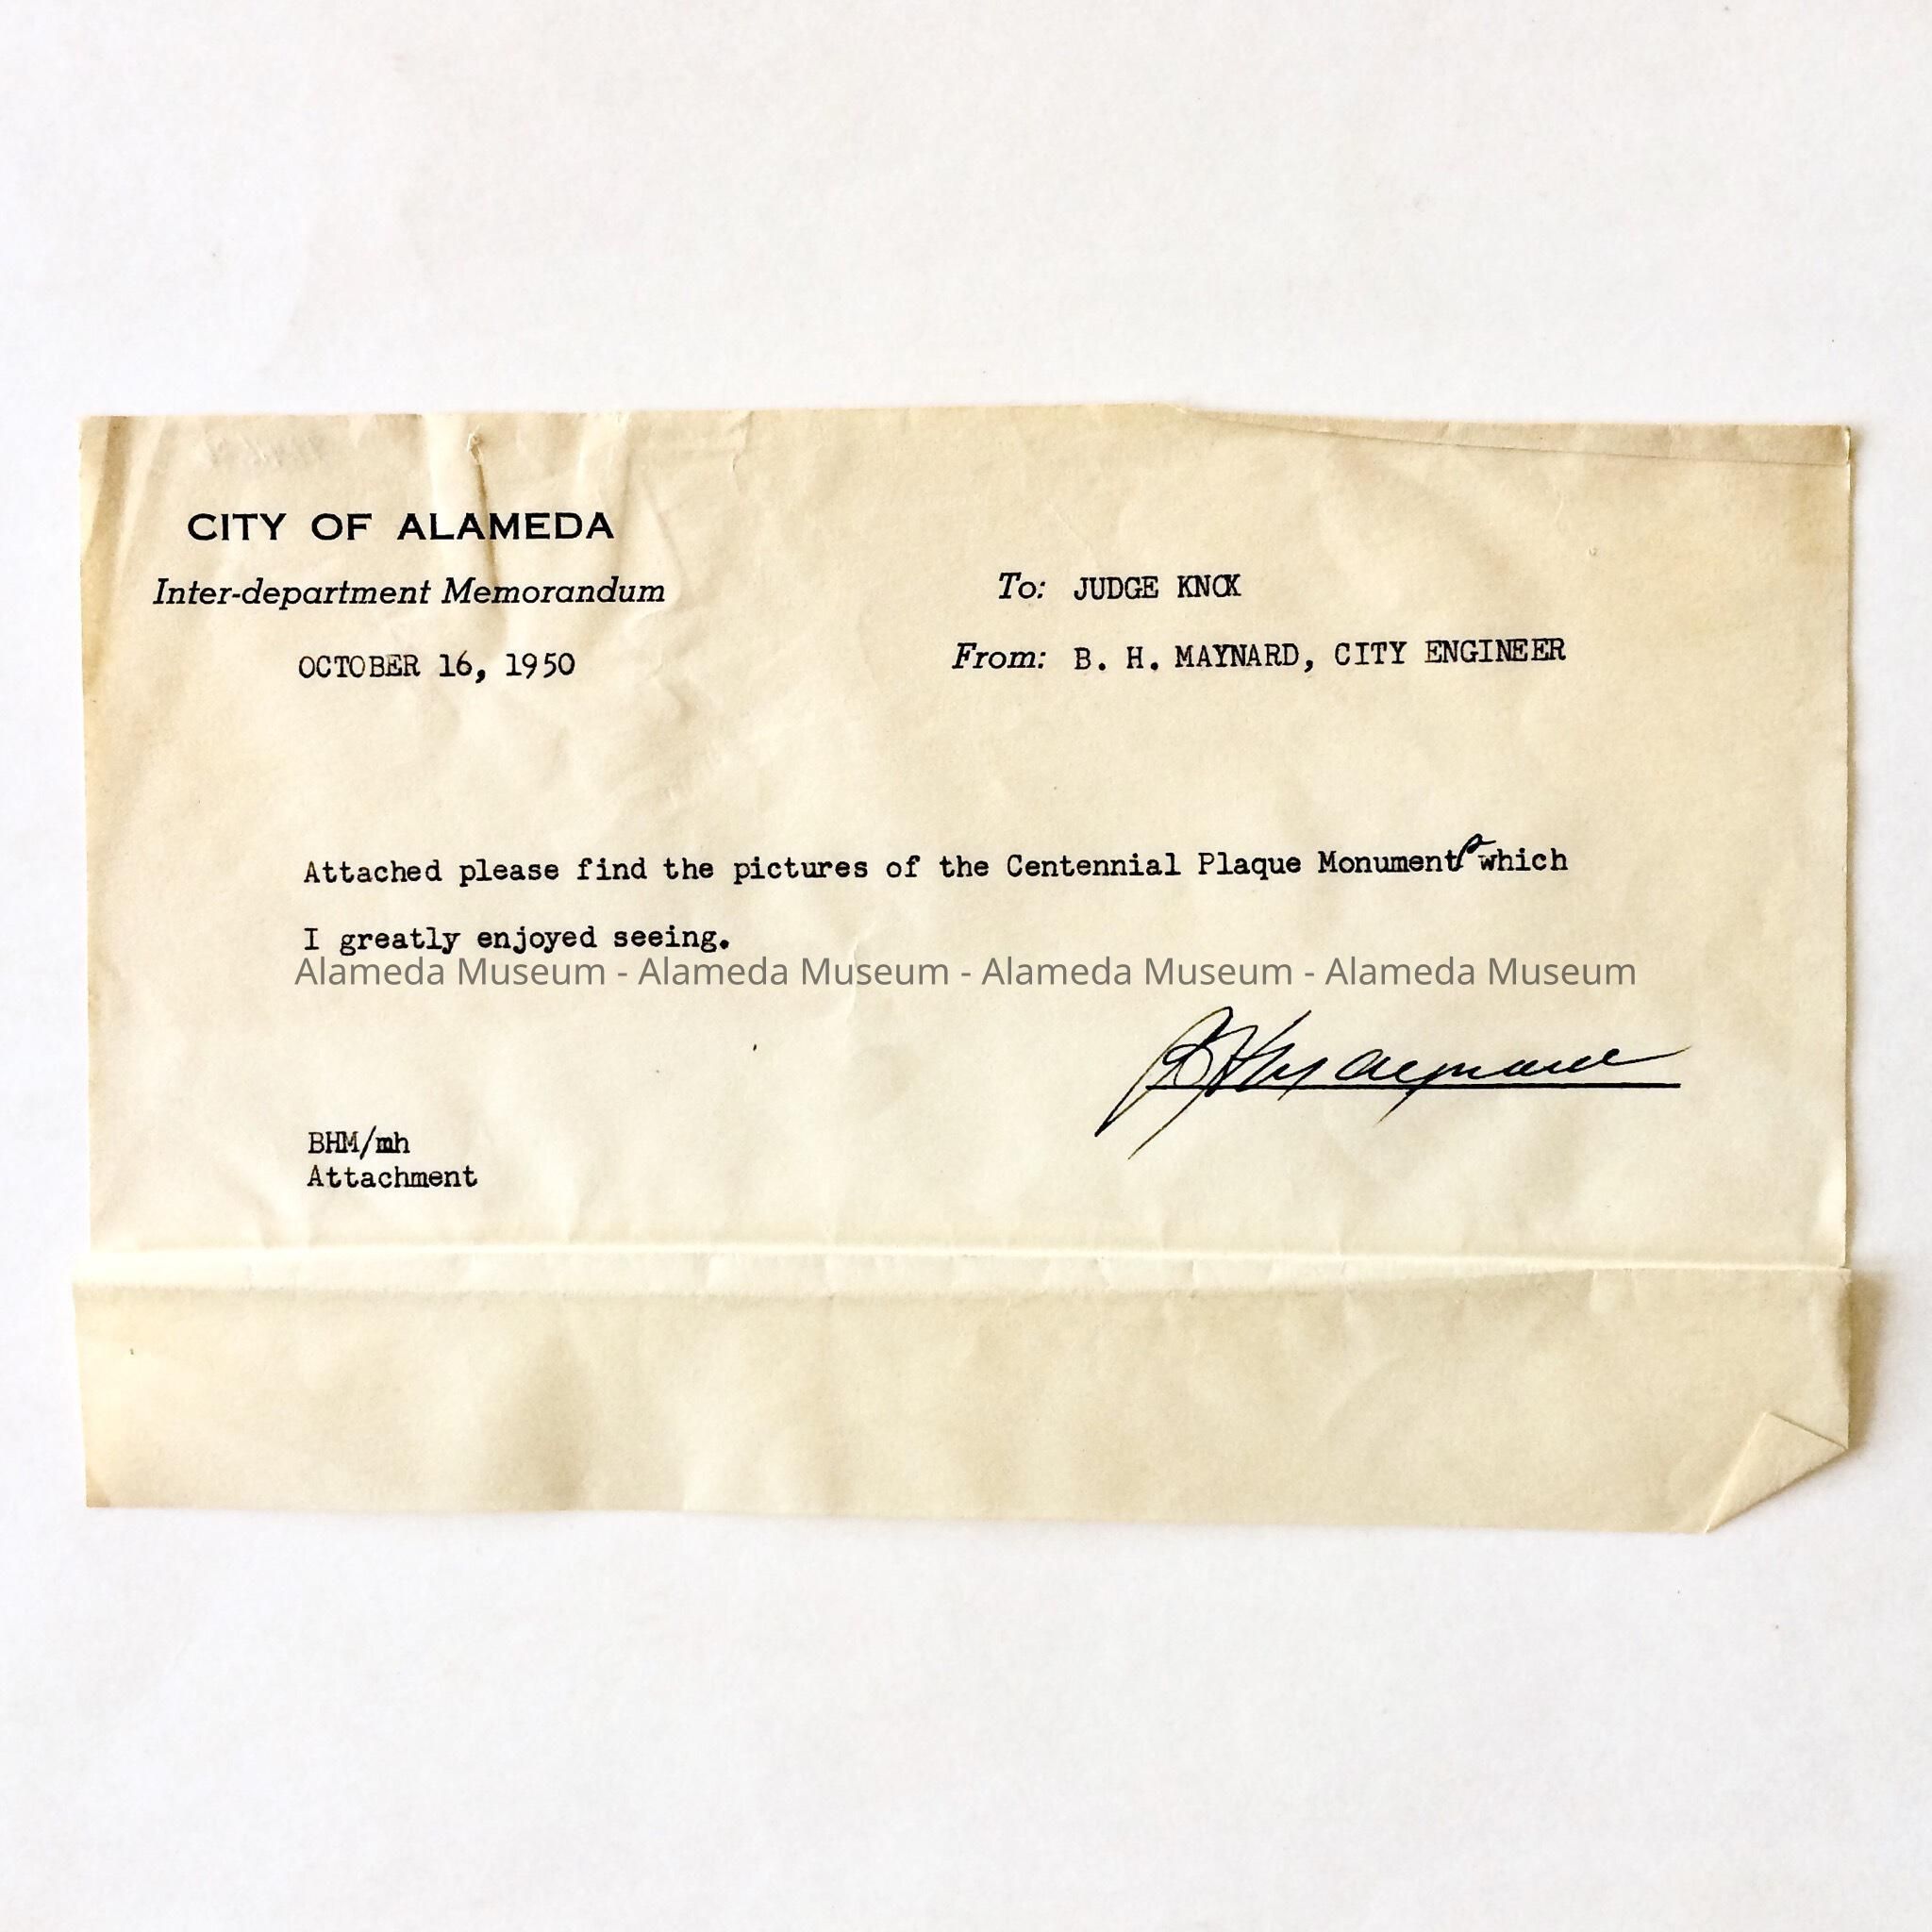 CITY OF ALAMEDA
Inter-department Memorandum
OCTOBER 16, 1950
To: JUDGE KNOX
From: B. H. MAYNARD, CITY ENGINEER
Attached please find the pictures of the Centennial Plaque Monument which
I greatly enjoyed seeing.
Alameda Museum - Alameda Museum - Alameda Museum - Alameda Museum
BHMaynard
BHM/mh
Attachment